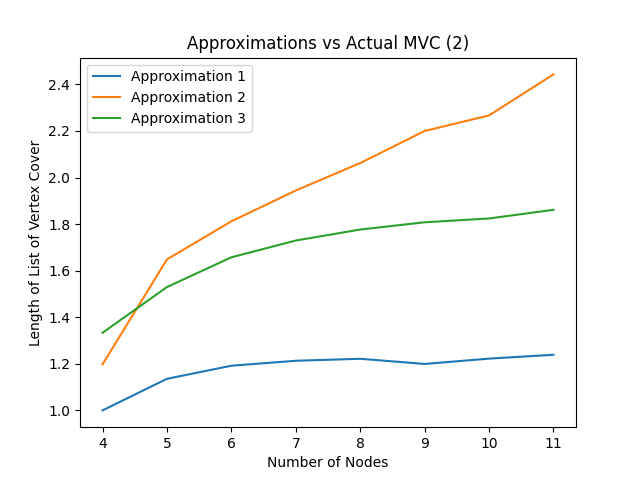 Approximations vs Actual MVC (2)
Approximation 1
Approximation 2
Approximation 3
Length of List of Vertex Cover
2.4
2.2
2.0
1.8
1.6
1.4
1.2
1.0
4 5 6 7 8 9 10 11
Number of Nodes